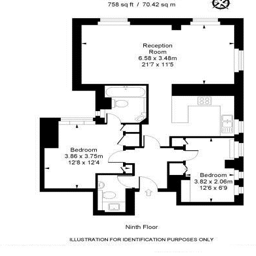 758 sq ft / 70.42 sq m
Reception
Room
6.58 x 3.48m
21'7 x 11'5
Bedroom
3.86 x 3.75m
12'8 x 12'4
Bedroom
3.82 x 2.06m
12'6 x 6'9
Ninth Floor
ILLUSTRATION FOR IDENTIFICATION PURPOSES ONLY